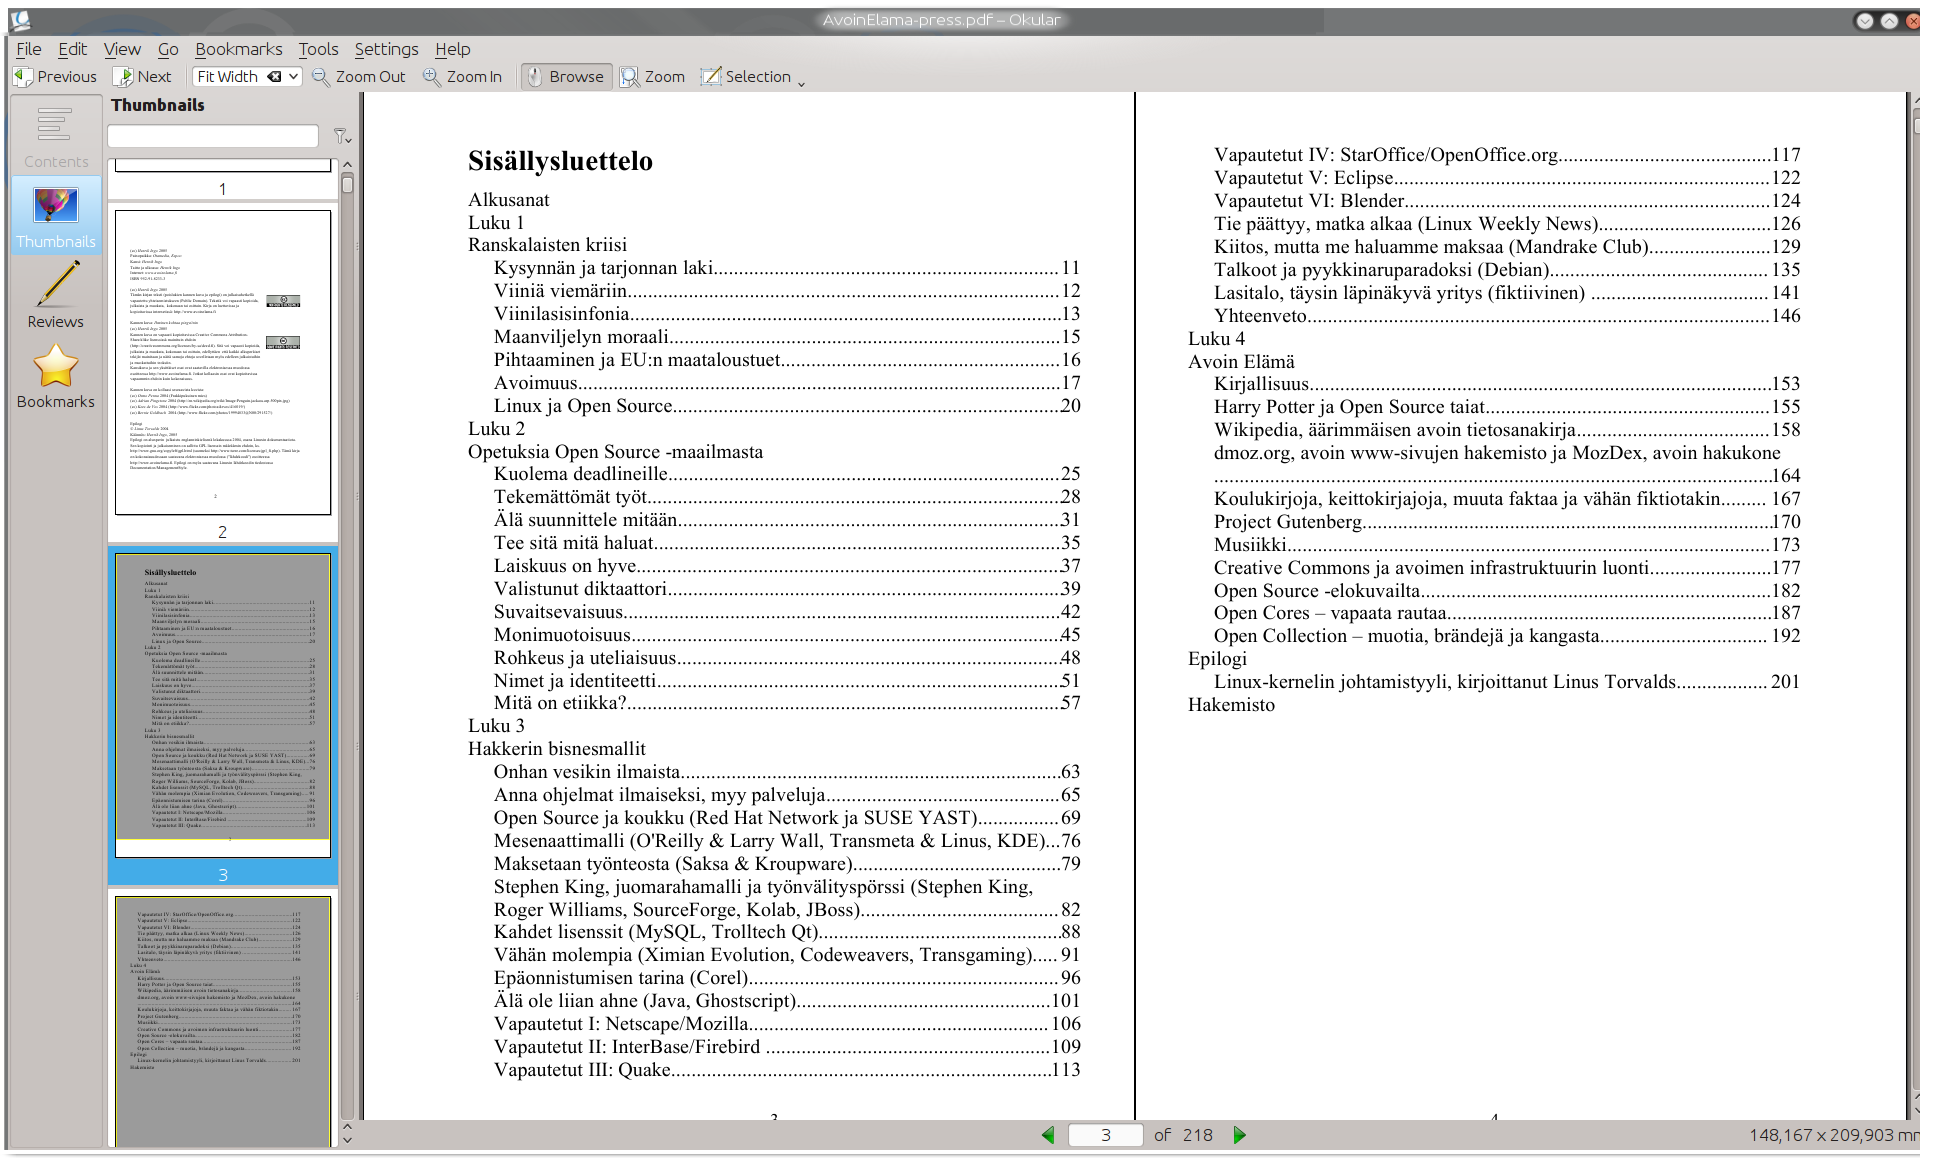 AvoinElama-press.pdf – Okular
File Edit View Go Bookmarks Tools Settings Help
Previous Next Fit Width Zoom Out Zoom In Browse Zoom Selection
Contents
Thumbnails
Reviews
Bookmarks
Thumbnails
1
2
3
Sisällysluettelo
Alkusanat
Luku 1
Ranskalaisten kriisi
Kysynnän ja tarjonnan laki 11
Viiniä viemäriin 12
Viinilasisinfonia 13
Maanviljelyn moraali 15
Pihtaaminen ja EU:n maataloustuet 16
Avoimuus 17
Linux ja Open Source 20
Luku 2
Opetuksia Open Source -maailmasta
Kuolema deadlineille 25
Tekemättömät työt 28
Älä suunnittele mitään 31
Tee sitä mitä haluat 35
Laiskuus on hyve 37
Valistunut diktaattori 39
Suvaitsevaisuus 42
Monimuotoisuus 45
Rohkeus ja uteliaisuus 48
Nimet ja identiteetti 51
Mitä on etiikka? 57
Luku 3
Hakkerin bisnesmallit
Onhan vesikin ilmaista 63
Anna ohjelmat ilmaiseksi, myy palveluja 65
Open Source ja koukku (Red Hat Network ja SUSE YAST) 69
Mesenaattimalli (O'Reilly & Larry Wall, Transmeta & Linus, KDE) 76
Maksetaan työnteosta (Saksa & Kroupware) 79
Stephen King, juomarahamalli ja työnvälityspörssi (Stephen King,
Roger Williams, SourceForge, Kolab, JBoss) 82
Kahdet lisenssit (MySQL, Trolltech Qt) 88
Vähän molempia (Ximian Evolution, Codeweavers, Transgaming) 91
Epäonnistumisen tarina (Corel) 96
Älä ole liian ahne (Java, Ghostscript) 101
Vapautetut I: Netscape/Mozilla 106
Vapautetut II: InterBase/Firebird 109
Vapautetut III: Quake 113
Vapautetut IV: StarOffice/OpenOffice.org 117
Vapautetut V: Eclipse 122
Vapautetut VI: Blender 124
Tie päättyy, matka alkaa (Linux Weekly News) 126
Kiitos, mutta me haluamme maksaa (Mandrake Club) 129
Talkoot ja pyykkinaruparadoksi (Debian) 135
Lasitalo, täysin läpinäkyvä yritys (fiktiivinen) 141
Yhteenveto 146
Luku 4
Avoin Elämä
Kirjallisuus 153
Harry Potter ja Open Source taiat 155
Wikipedia, äärimmäisen avoin tietosanakirja 158
dmoz.org, avoin www-sivujen hakemisto ja MozDex, avoin hakukone
164
Koulukirjoja, keittokirjajoja, muuta faktaa ja vähän fiktiotakin 167
Project Gutenberg 170
Musiikki 173
Creative Commons ja avoimen infrastruktuurin luonti 177
Open Source -elokuvailta 182
Open Cores – vapaata rautaa 187
Open Collection – muotia, brändejä ja kangasta 192
Epilogi
Linux-kernelin johtamistyyli, kirjoittanut Linus Torvalds 201
Hakemisto
3 of 218
148,167 x 209,903 mm